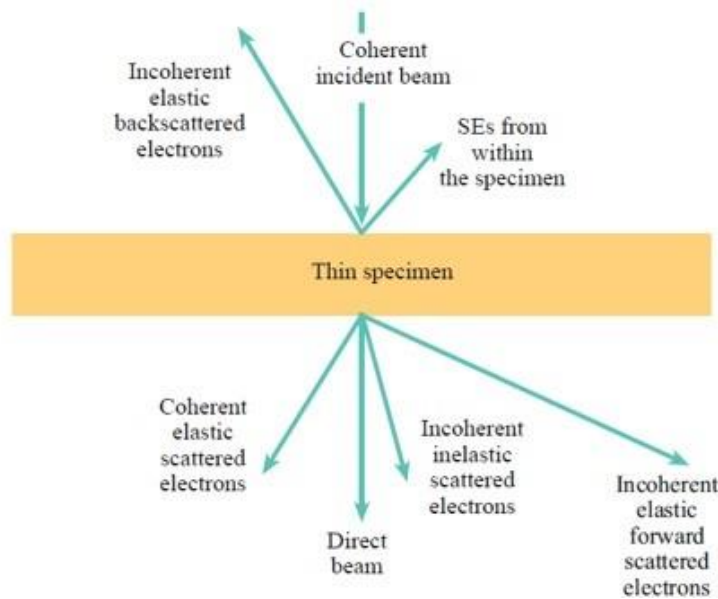 Coherent
incident beam
Incoherent
elastic
backscattered
electrons
SEs from
within
the specimen
Thin specimen
Coherent
elastic
scattered
electrons
Direct
beam
Incoherent
inelastic
scattered
electrons
Incoherent
elastic
forward
scattered
electrons